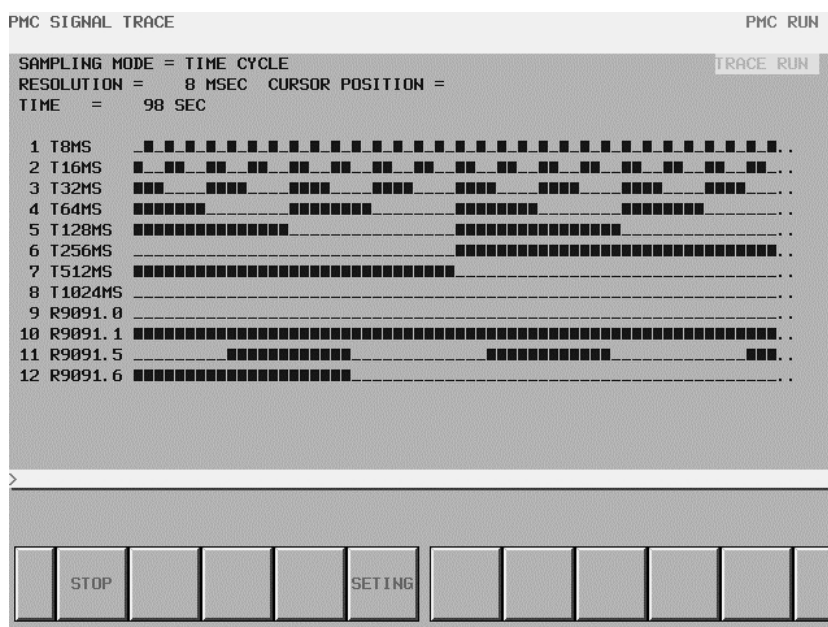 PMC SIGNAL TRACE PMC RUN
SAMPLING MODE = TIME CYCLE TRACE RUN
RESOLUTION = 8 MSEC CURSOR POSITION =
TIME = 98 SEC
1 T8MS
2 T16MS
3 T32MS
4 T64MS
5 T128MS
6 T256MS
7 T512MS
8 T1024MS
9 R9091.0
10 R9091.1
11 R9091.5
12 R9091.6
>
STOP SETING